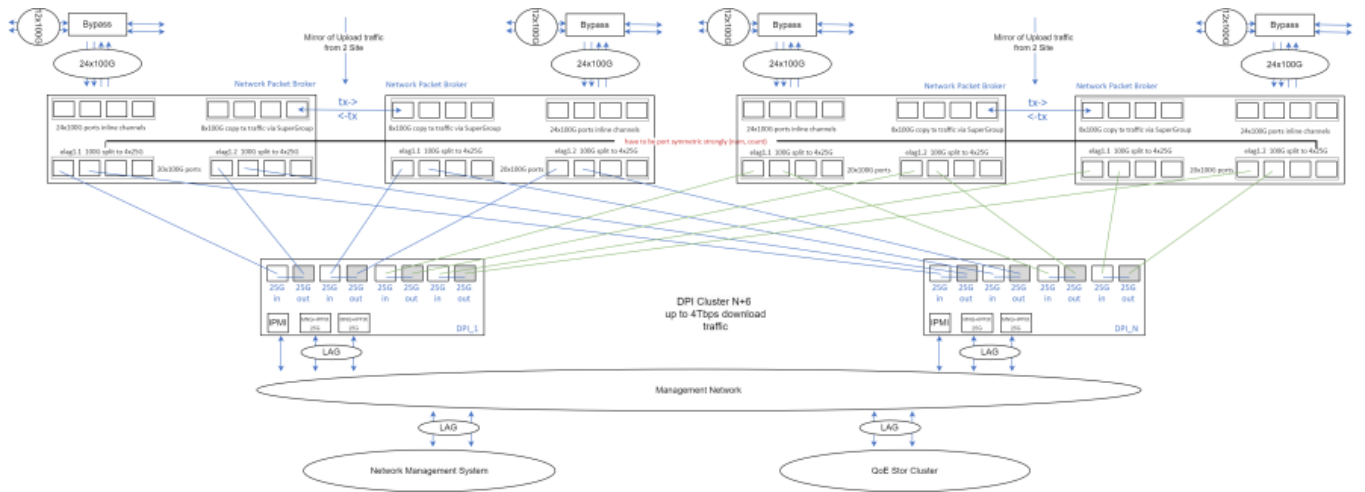 12x100G
Bypass
Bypass
12x100G
12x100G
Bypass
Bypass
12x100G
24x100G
Mirror of Upload traffic
from 2 Site
24x100G
24x100G
Mirror of Upload traffic
from 2 Site
24x100G
Network Packet Broker
Network Packet Broker
Network Packet Broker
Network Packet Broker
tx->
<-tx
tx->
<-tx
24x100G ports inline channels
8x100G copy tx traffic via SuperGroup
8x100G copy tx traffic via SuperGroup
24x100G ports inline channels
24x100G ports inline channels
8x100G copy tx traffic via SuperGroup
8x100G copy tx traffic via SuperGroup
24x100G ports inline channels
have to be port symmetric strongly (num, count)
elag1.1 100G split to 4x25G
elag1.2 100G split to 4x25G
elag1.1 100G split to 4x25G
elag1.2 100G split to 4x25G
elag1.1 100G split to 4x25G
elag1.2 100G split to 4x25G
elag1.1 100G split to 4x25G
elag1.2 100G split to 4x25G
20x100G ports
20x100G ports
20x100G ports
20x100G ports
25G in
25G out
25G in
25G out
25G in
25G out
25G in
25G out
25G in
25G out
25G in
25G out
25G in
25G out
25G in
25G out
IPMI
25G
25G
DPI_1
DPI Cluster N+6
up to 4Tbps download
traffic
IPMI
25G
25G
DPI_N
LAG
LAG
Management Network
LAG
LAG
Network Management System
QoE Stor Cluster